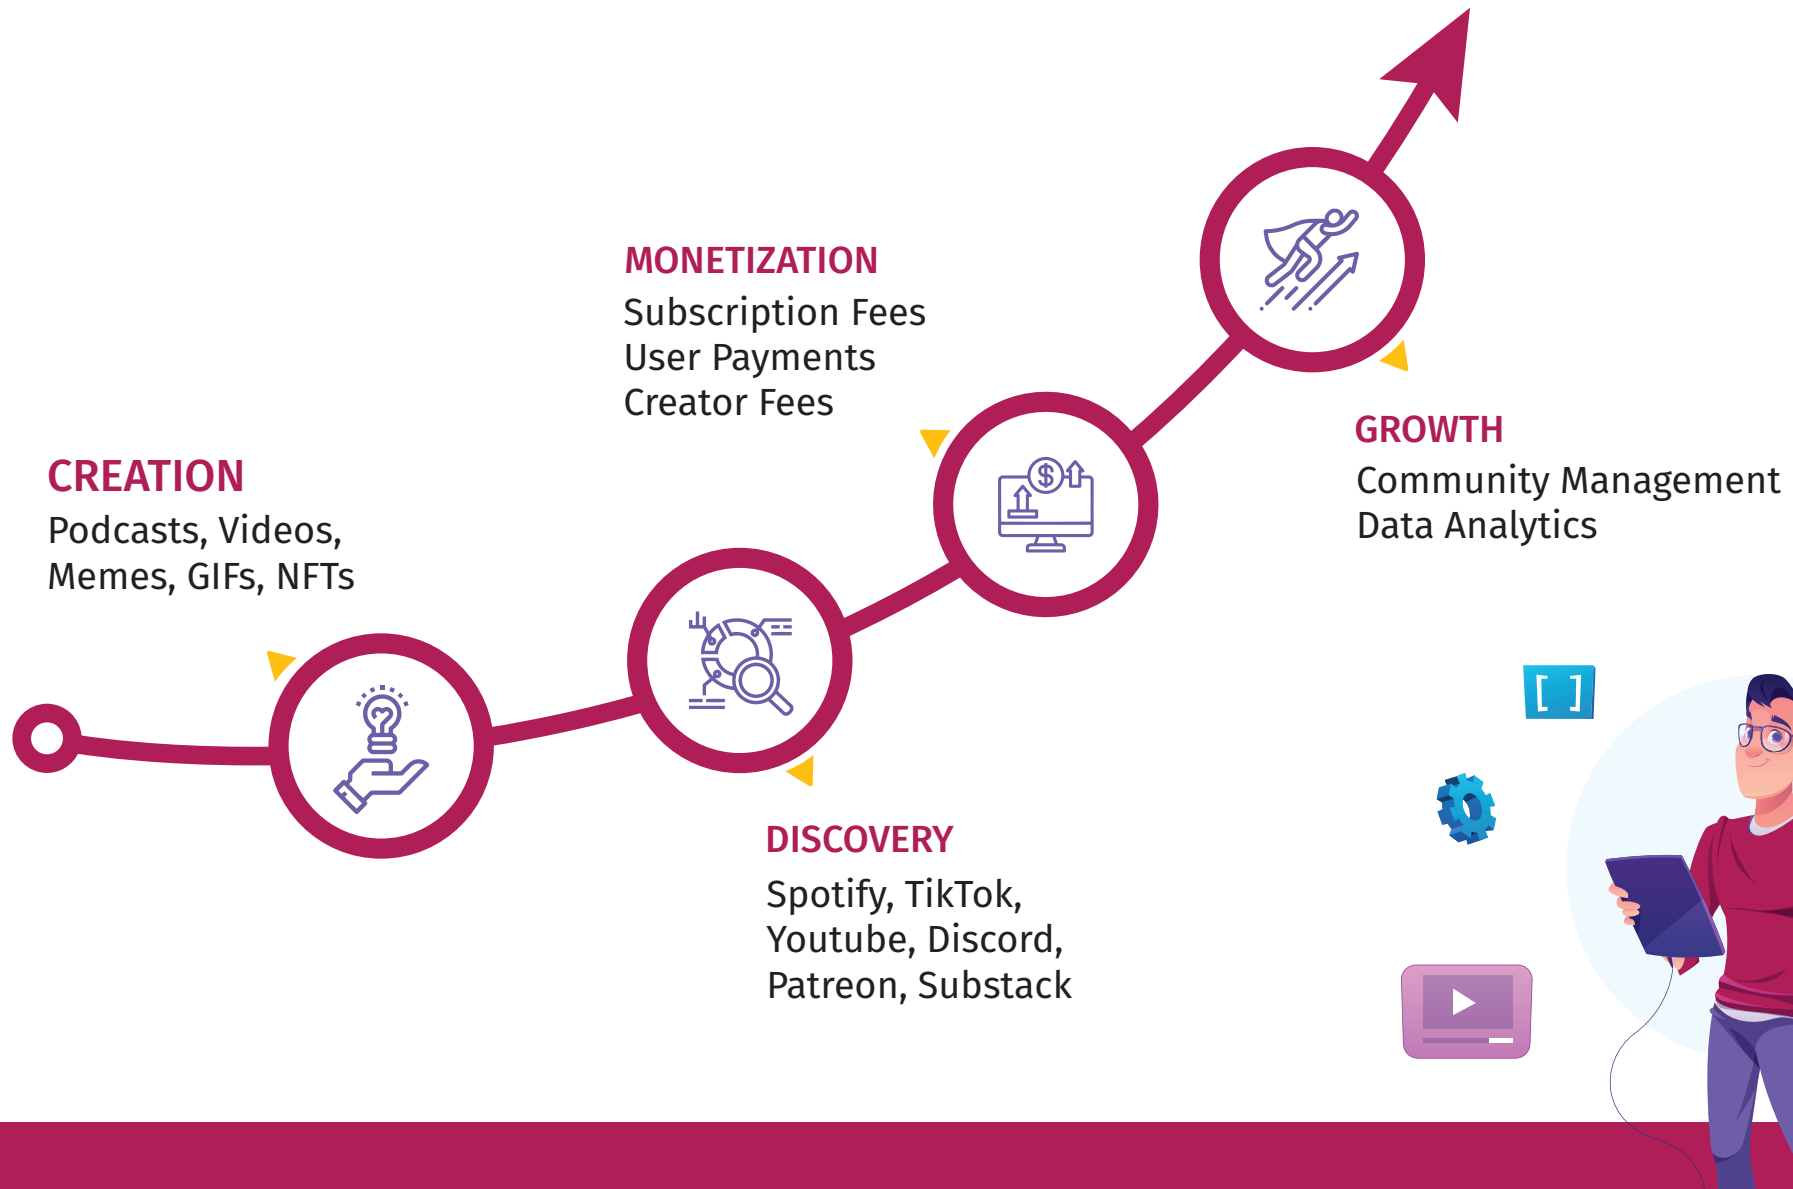 CREATION
Podcasts, Videos,
Memes, GIFs, NFTs
DISCOVERY
Spotify, TikTok,
Youtube, Discord,
Patreon, Substack
MONETIZATION
Subscription Fees
User Payments
Creator Fees
GROWTH
Community Management
Data Analytics